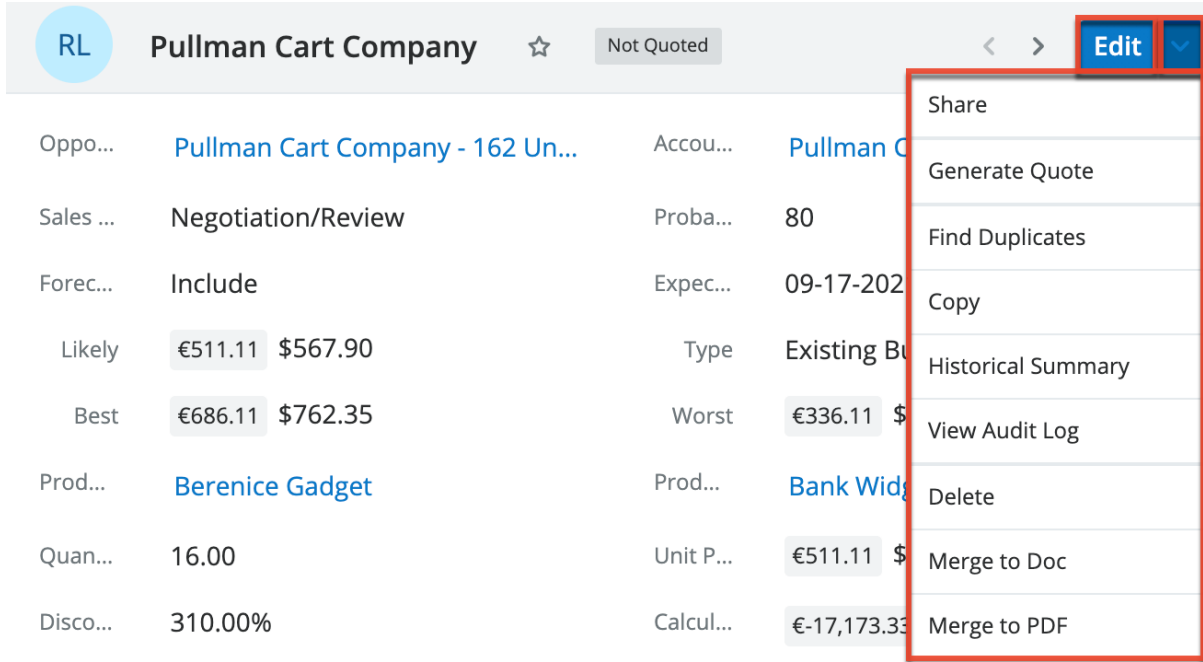 RL Pullman Cart Company Not Quoted Edit
Share
Oppo... Pullman Cart Company - 162 Un... Accou... Pullman
Generate Quote
Sales ... Negotiation/Review Proba... 80
Find Duplicates
Forec... Include Expec... 09-17-202
Copy
Likely €511.11 $567.90 Type Existing
Historical Summary
Best €686.11 $762.35 Worst €336.11 $
View Audit Log
Prod... Berenice Gadget Prod... Bank
Delete
Quan... 16.00 Unit P... €511.11 $
Merge to Doc
Disco... 310.00% Calcul... €-17,173.33
Merge to PDF